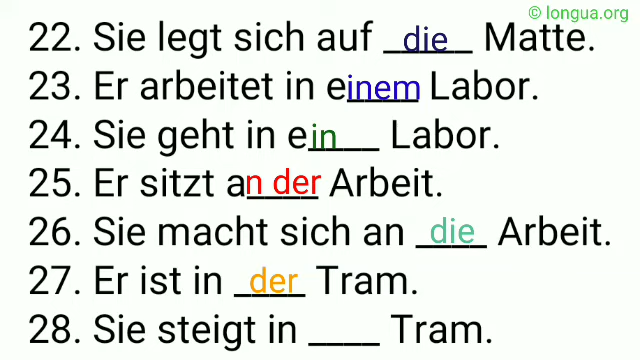 © longua.org
22. Sie legt sich auf die Matte.
23. Er arbeitet in einem Labor.
24. Sie geht in ein Labor.
25. Er sitzt an der Arbeit.
26. Sie macht sich an die Arbeit.
27. Er ist in der Tram.
28. Sie steigt in ____ Tram.